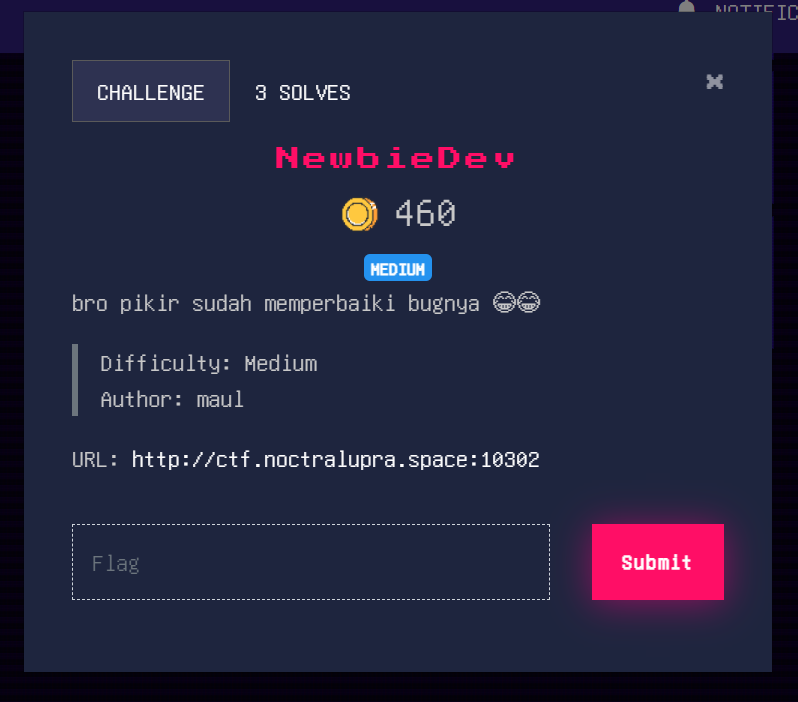 CHALLENGE
3 SOLVES
NewbieDev
460
MEDIUM
bro pikir sudah memperbaiki bugnya 😂😂
Difficulty: Medium
Author: maul
URL: http://ctf.noctralupra.space:10302
Flag
Submit